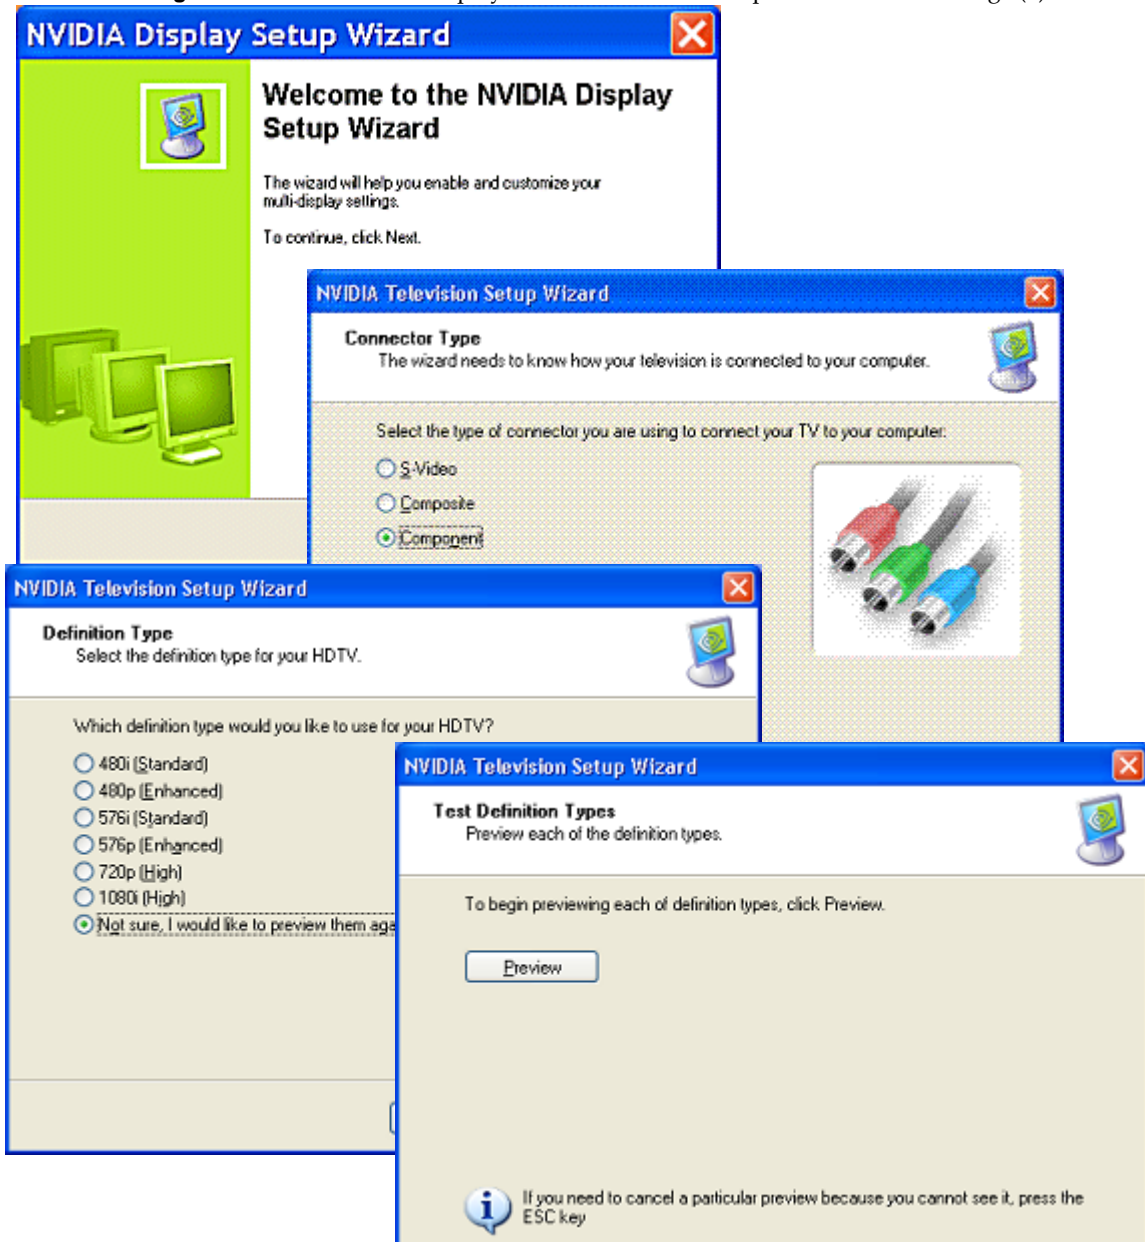 NVIDIA Display Setup Wizard
Welcome to the NVIDIA Display
Setup Wizard
The wizard will help you enable and customize your
multi-display settings.
To continue, click Next.
NVIDIA Television Setup Wizard
Connector Type
The wizard needs to know how your television is connected to your computer.
Select the type of connector you are using to connect your TV to your computer:
S-Video
Composite
Component
NVIDIA Television Setup Wizard
Definition Type
Select the definition type for your HDTV.
Which definition type would you like to use for your HDTV?
480i (Standard)
480p (Enhanced)
576i (Standard)
576p (Enhanced)
720p (High)
1080i (High)
Not sure, I would like to preview them aga
NVIDIA Television Setup Wizard
Test Definition Types
Preview each of the definition types.
To begin previewing each of definition types, click Preview.
Preview
If you need to cancel a particular preview because you cannot see it, press the
ESC key